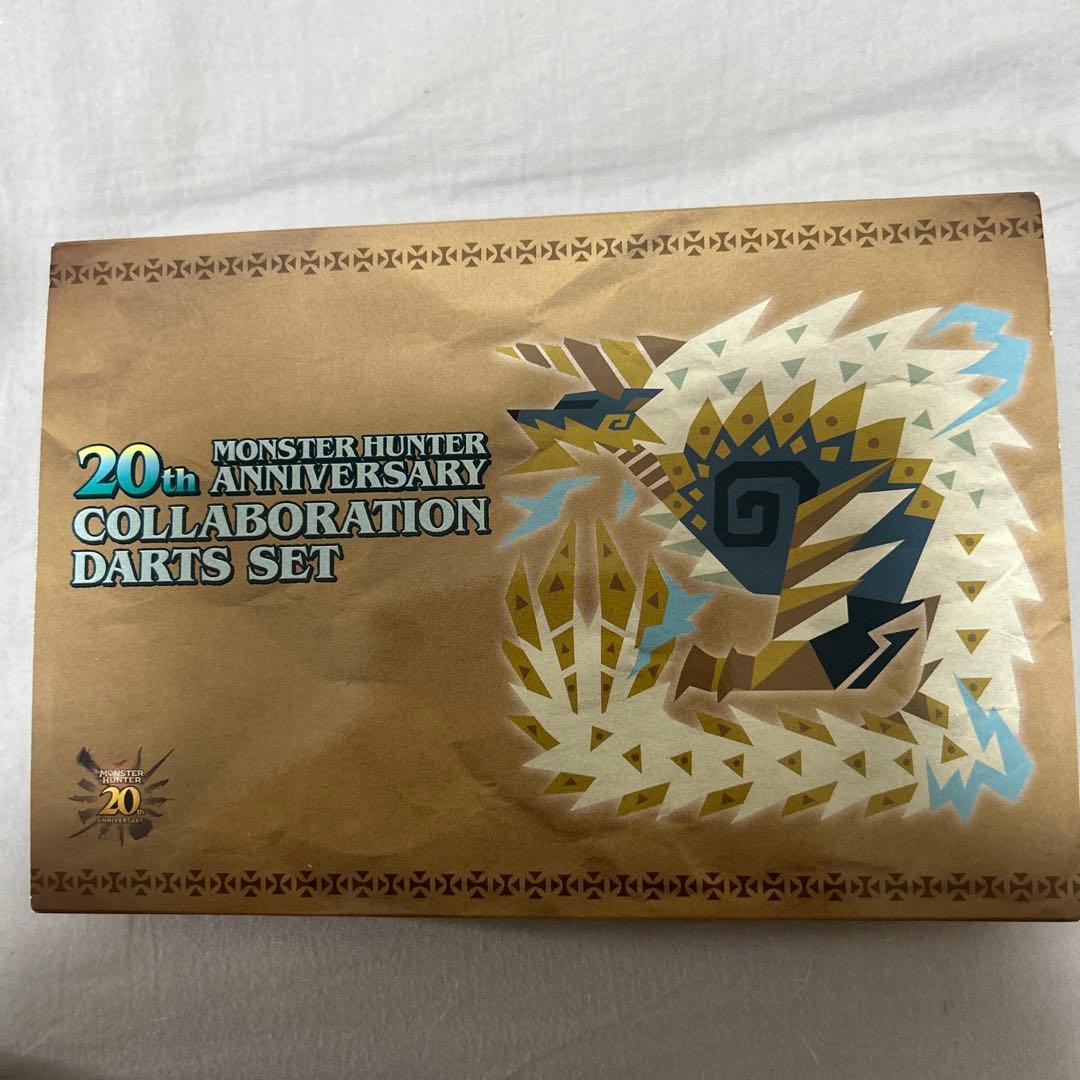 20th MONSTER HUNTER
ANNIVERSARY
COLLABORATION
DARTS SET
MONSTER
HUNTER
20th
ANNIVERSARY